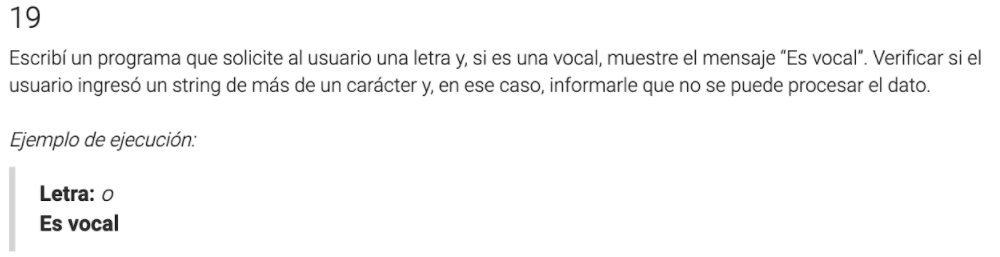 19
Escribí un programa que solicite al usuario una letra y, si es una vocal, muestre el mensaje “Es vocal”. Verificar si el
usuario ingresó un string de más de un carácter y, en ese caso, informarle que no se puede procesar el dato.
Ejemplo de ejecución:
Letra: o
Es vocal